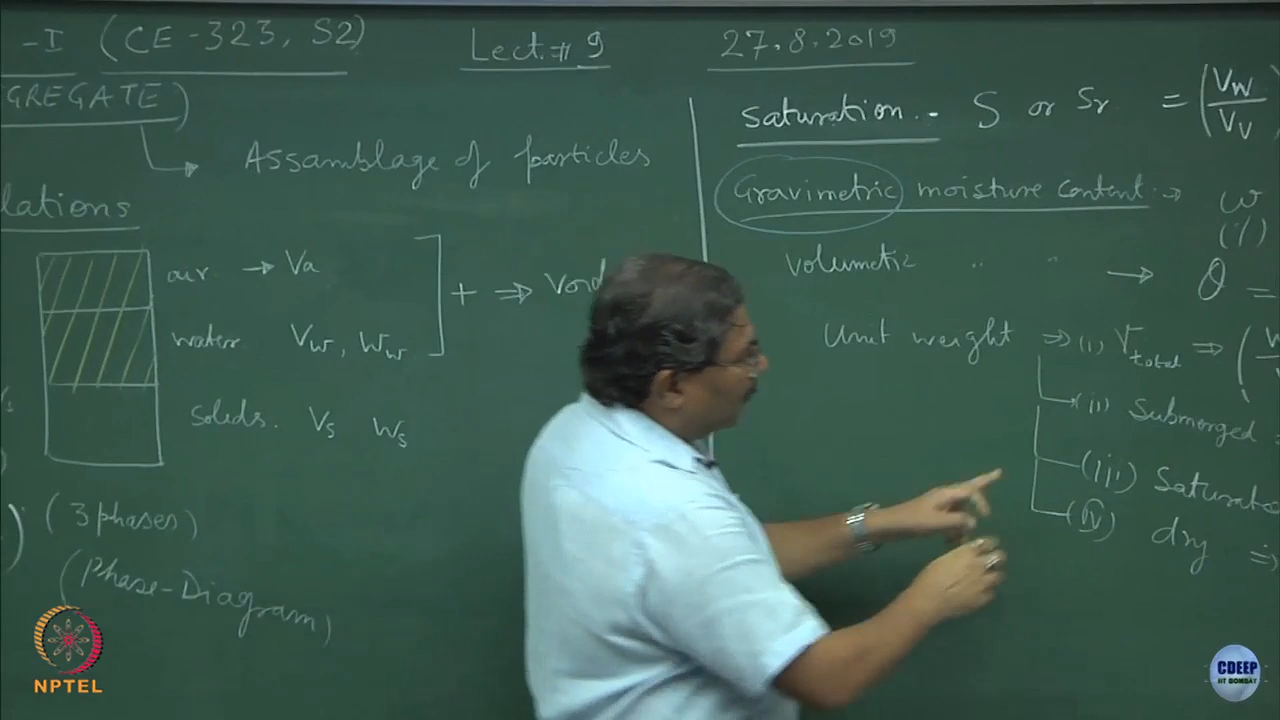 -I (CE-323, S2)
Lect. # 9
27.8.2019
GREGATE)
Assamblage of particles
lations
air → Va
water Vw, Ww
+ ⇒ Void
Solids. Vs Ws
(3 phases)
(Phase-Diagram)
Saturation.- S or Sr = (Vw/Vv)
Gravimetric moisture content → w
(%)
Volumetric " " → θ =
Unit weight ⇒ (i) γtotal ⇒
(ii) Submerged
(iii) Saturate
(iv) dry ⇒
NPTEL
CDEEP
IIT BOMBAY